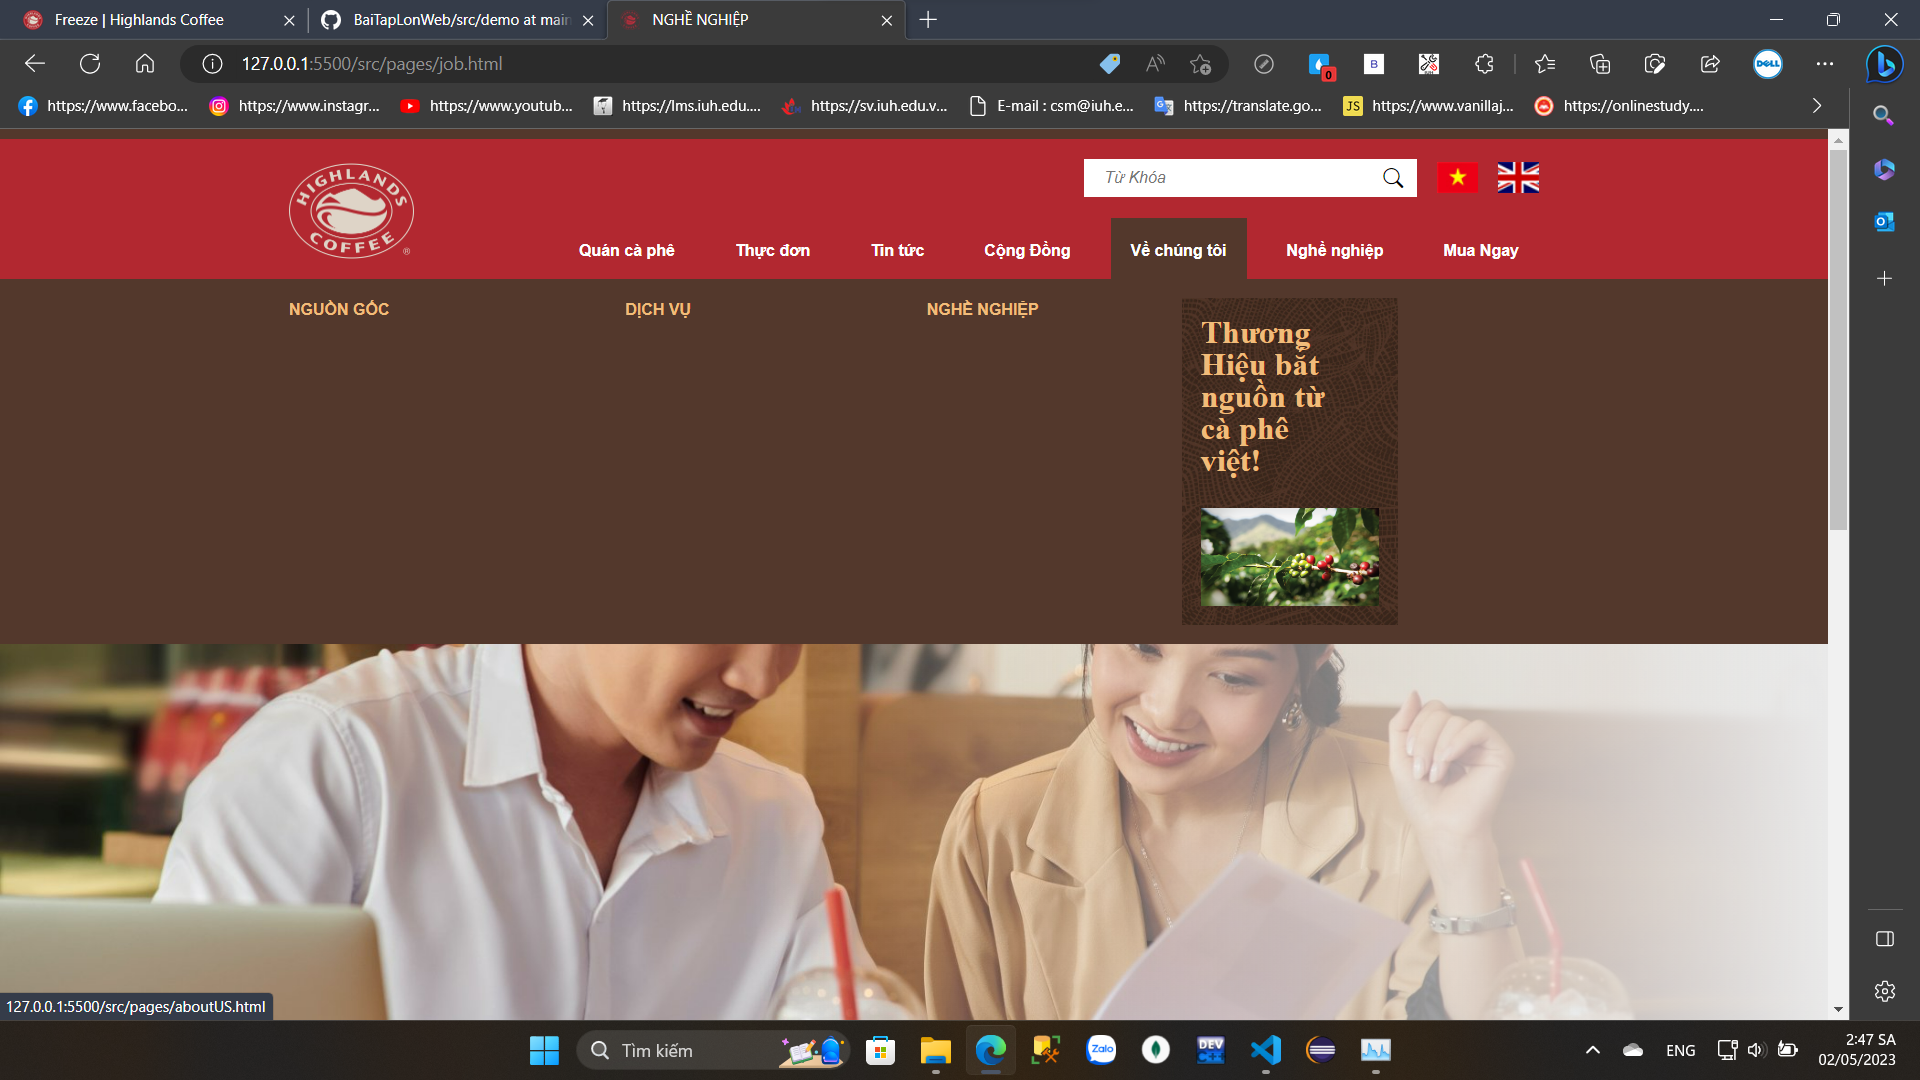 Freeze | Highlands Coffee
BaiTapLonWeb/src/demo at main
NGHỀ NGHIỆP
127.0.0.1:5500/src/pages/job.html
0
B
DELL
https://www.facebo...
https://www.instagr...
https://www.youtub...
https://lms.iuh.edu....
https://sv.iuh.edu.v...
E-mail : csm@iuh.e...
https://translate.go...
JS
https://www.vanillaj...
https://onlinestudy....
HIGHLANDS
COFFEE
®
Từ Khóa
Quán cà phê
Thực đơn
Tin tức
Cộng Đồng
Về chúng tôi
Nghề nghiệp
Mua Ngay
NGUỒN GỐC
DỊCH VỤ
NGHỀ NGHIỆP
Thương
Hiệu bắt
nguồn từ
cà phê
việt!
127.0.0.1:5500/src/pages/aboutUS.html
Tìm kiếm
Zalo
DEV
ENG
2:47 SA
02/05/2023